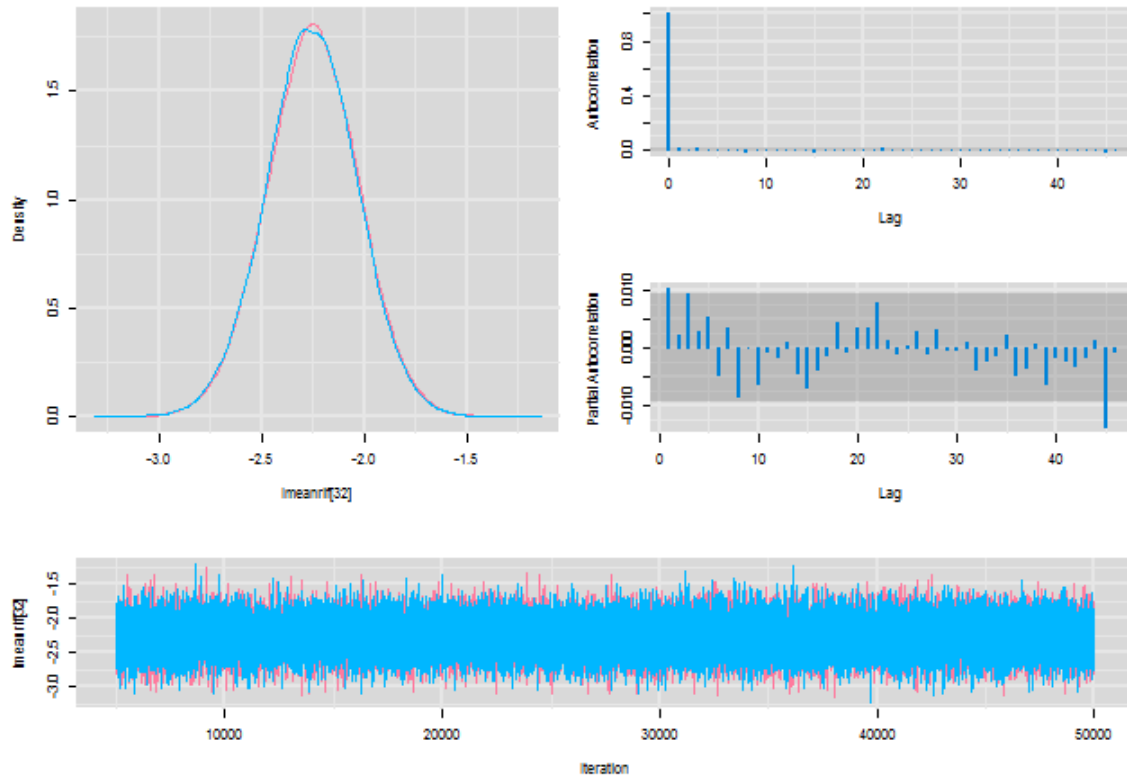 Density
1.5
1.0
0.5
0.0
-3.0 -2.5 -2.0 -1.5
lmeanrif[32]
Autocorrelation
0.8
0.4
0.0
0 10 20 30 40
Lag
Partial Autocorrelation
0.010
0.000
-0.010
0 10 20 30 40
Lag
lmeanrif[32]
-1.5
-2.0
-2.5
-3.0
10000 20000 30000 40000 50000
Iteration